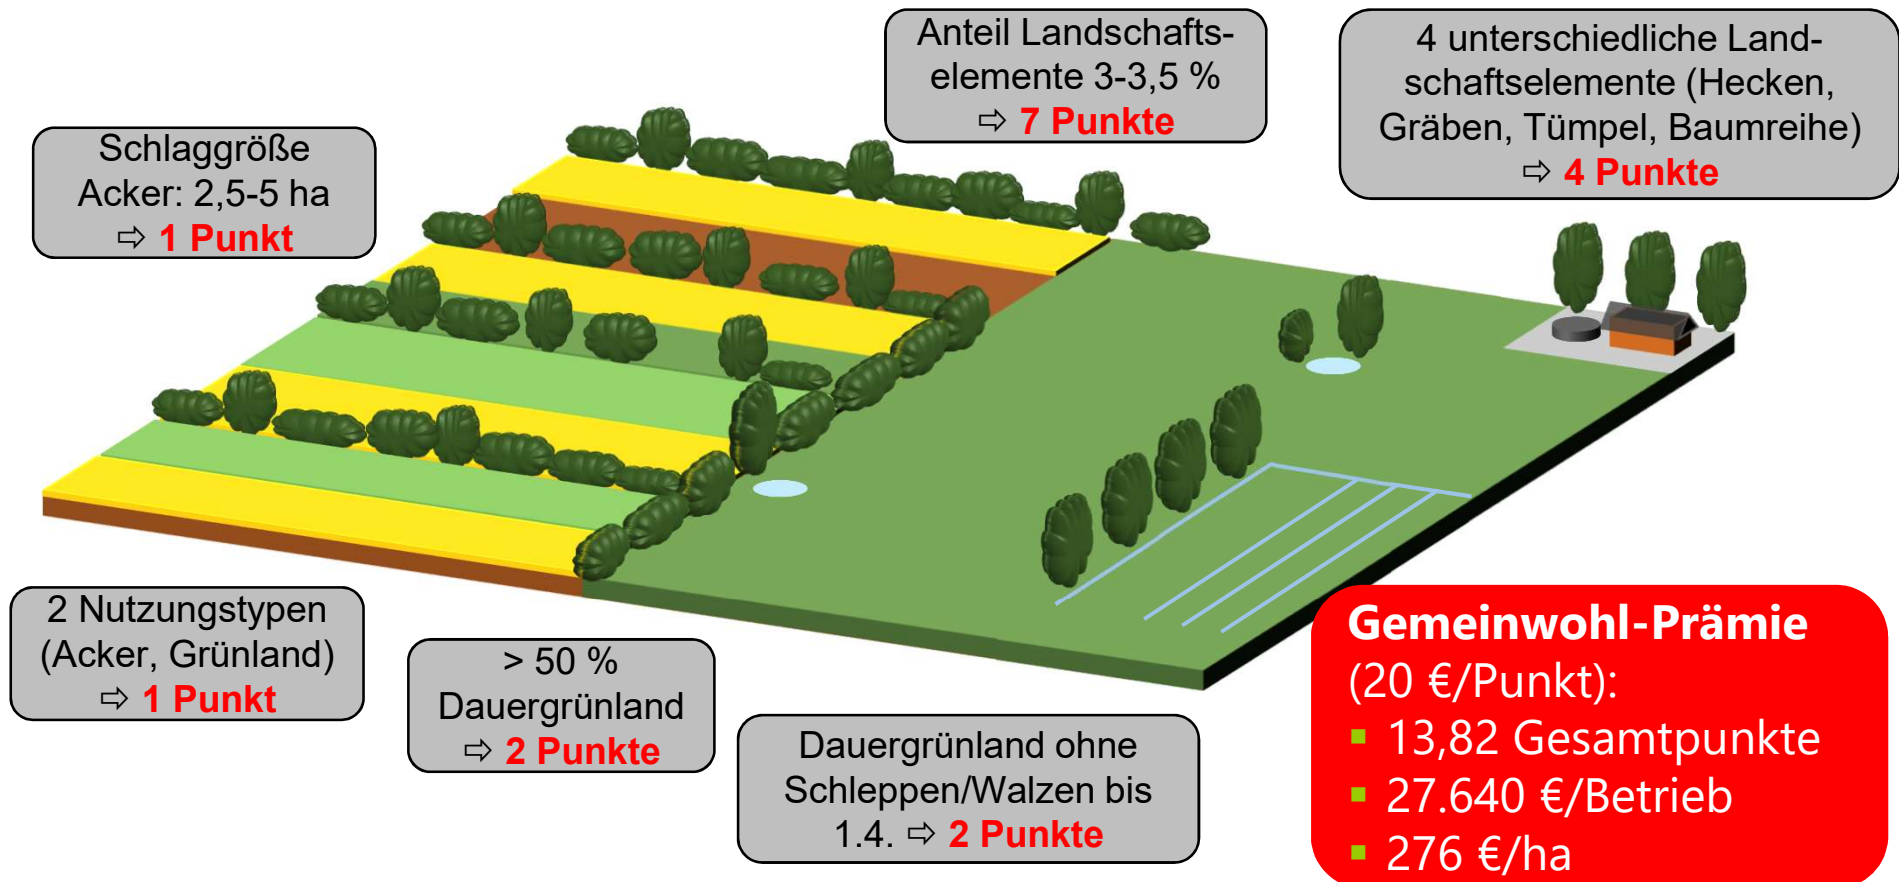 Anteil Landschafts-
elemente 3-3,5 %
⇨ 7 Punkte
4 unterschiedliche Land-
schaftselemente (Hecken,
Gräben, Tümpel, Baumreihe)
⇨ 4 Punkte
Schlaggröße
Acker: 2,5-5 ha
⇨ 1 Punkt
2 Nutzungstypen
(Acker, Grünland)
⇨ 1 Punkt
> 50 %
Dauergrünland
⇨ 2 Punkte
Dauergrünland ohne
Schleppen/Walzen bis
1.4. ⇨ 2 Punkte
Gemeinwohl-Prämie
(20 €/Punkt):
▪ 13,82 Gesamtpunkte
▪ 27.640 €/Betrieb
▪ 276 €/ha